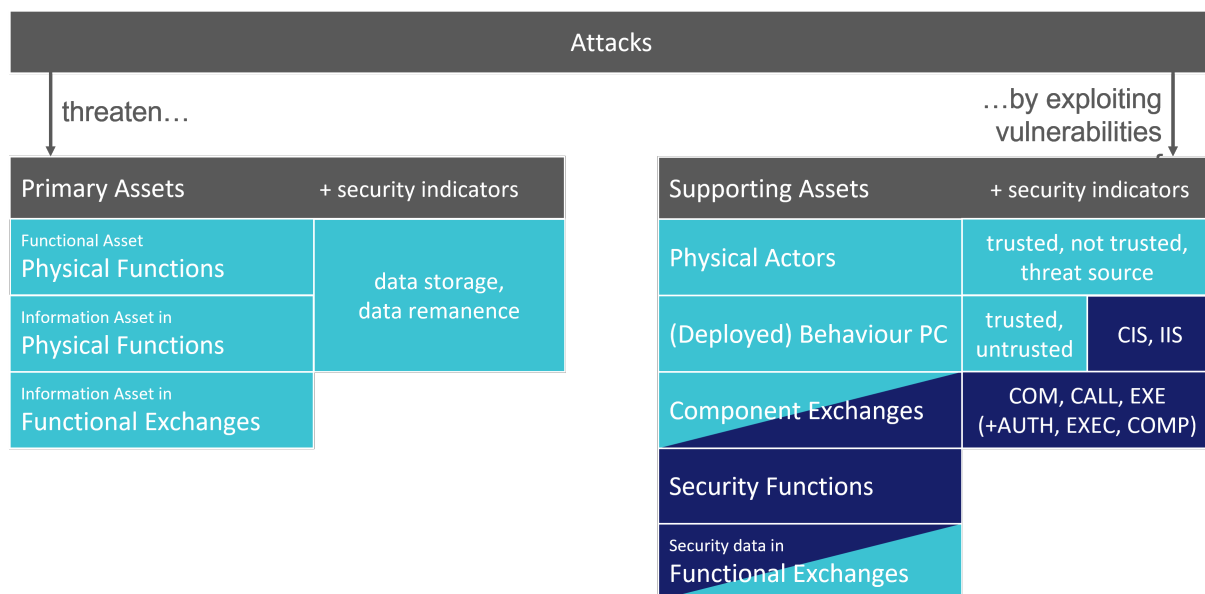 Attacks
threaten…
…by exploiting
vulnerabilities
Primary Assets + security indicators
Functional Asset
Physical Functions
Information Asset in
Physical Functions
Information Asset in
Functional Exchanges
data storage,
data remanence
Supporting Assets + security indicators
Physical Actors
trusted, not trusted,
threat source
(Deployed) Behaviour PC
trusted,
untrusted
CIS, IIS
Component Exchanges
COM, CALL, EXE
(+AUTH, EXEC, COMP)
Security Functions
Security data in
Functional Exchanges